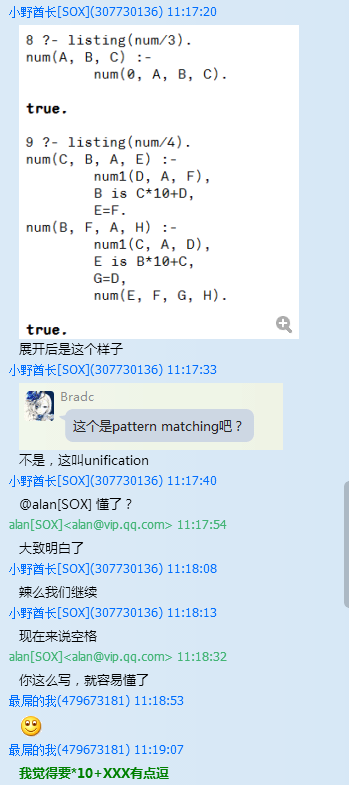 小野酋长[SOX](307730136) 11:17:20
8 ?- listing(num/3).
num(A, B, C) :-
        num(0, A, B, C).
true.
9 ?- listing(num/4).
num(C, B, A, E) :-
        num1(D, A, F),
        B is C*10+D,
        E=F.
num(B, F, A, H) :-
        num1(C, A, D),
        E is B*10+C,
        G=D,
        num(E, F, G, H).
true.
展开后是这个样子
小野酋长[SOX](307730136) 11:17:33
Bradc
这个是pattern matching吧？
不是，这叫unification
小野酋长[SOX](307730136) 11:17:40
@alan[SOX] 懂了？
alan[SOX]<alan@vip.qq.com> 11:17:54
大致明白了
小野酋长[SOX](307730136) 11:18:08
辣么我们继续
小野酋长[SOX](307730136) 11:18:13
现在来说空格
alan[SOX]<alan@vip.qq.com> 11:18:32
你这么写，就容易懂了
最屌的我(479673181) 11:18:53
最屌的我(479673181) 11:19:07
我觉得要*10+XXX有点逗